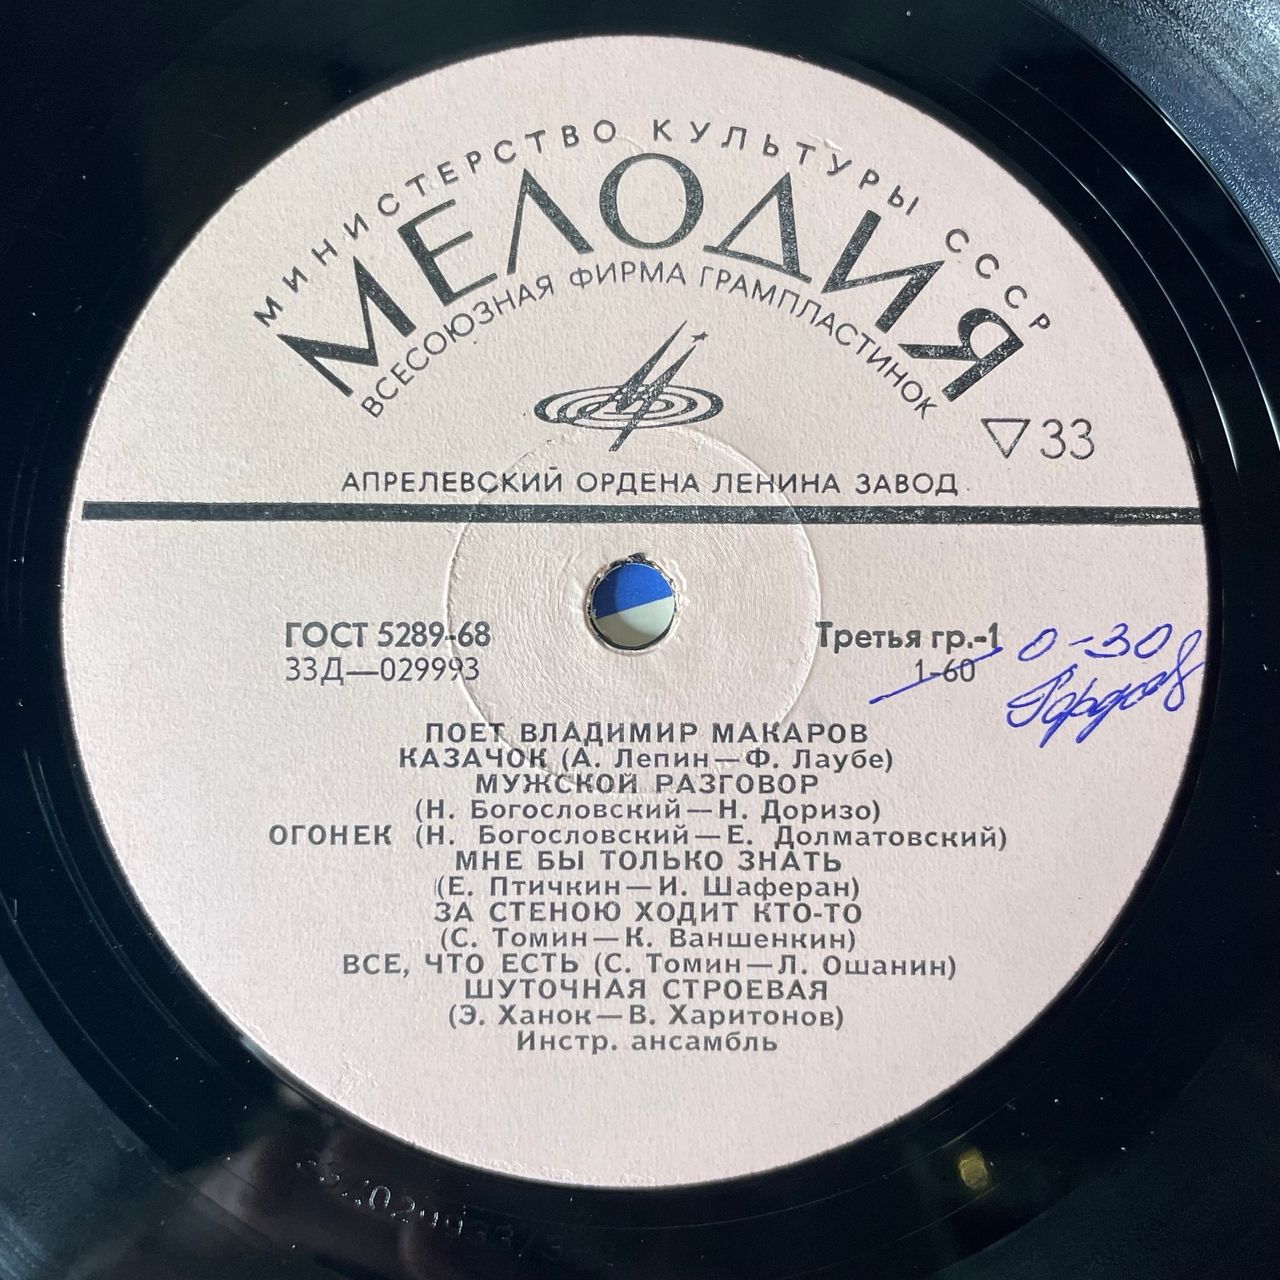 МИНИСТЕРСТВО КУЛЬТУРЫ СССР
МЕЛОДИЯ
ВСЕСОЮЗНАЯ ФИРМА ГРАМПЛАСТИНОК
33
АПРЕЛЕВСКИЙ ОРДЕНА ЛЕНИНА ЗАВОД
ГОСТ 5289-68 Третья гр.-1 0-30
33Д—029993 1-60
ПОЕТ ВЛАДИМИР МАКАРОВ
КАЗАЧОК (А. Лепин—Ф. Лаубе)
МУЖСКОЙ РАЗГОВОР
(Н. Богословский—Н. Доризо)
ОГОНЕК (Н. Богословский—Е. Долматовский)
МНЕ БЫ ТОЛЬКО ЗНАТЬ
(Е. Птичкин—И. Шаферан)
ЗА СТЕНОЮ ХОДИТ КТО-ТО
(С. Томин—К. Ваншенкин)
ВСЕ, ЧТО ЕСТЬ (С. Томин—Л. Ошанин)
ШУТОЧНАЯ СТРОЕВАЯ
(Э. Ханок—В. Харитонов)
Инстр. ансамбль